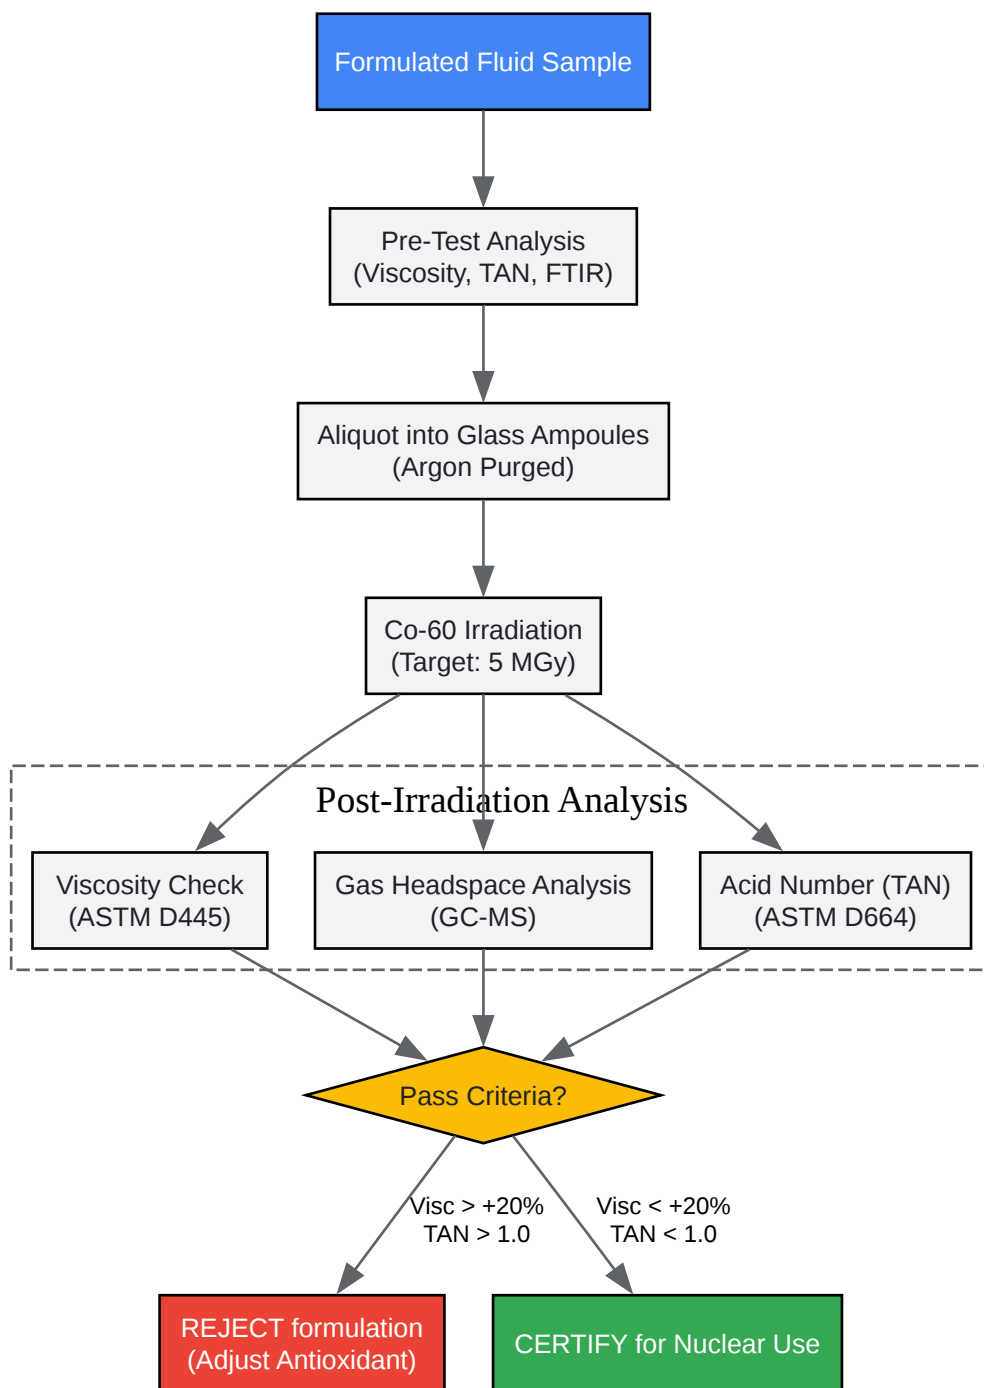 Formulated Fluid Sample
Pre-Test Analysis
(Viscosity, TAN, FTIR)
Aliquot into Glass Ampoules
(Argon Purged)
Co-60 Irradiation
(Target: 5 MGy)
Post-Irradiation Analysis
Viscosity Check
(ASTM D445)
Gas Headspace Analysis
(GC-MS)
Acid Number (TAN)
(ASTM D664)
Pass Criteria?
Visc > +20%
TAN > 1.0
Visc < +20%
TAN < 1.0
REJECT formulation
(Adjust Antioxidant)
CERTIFY for Nuclear Use